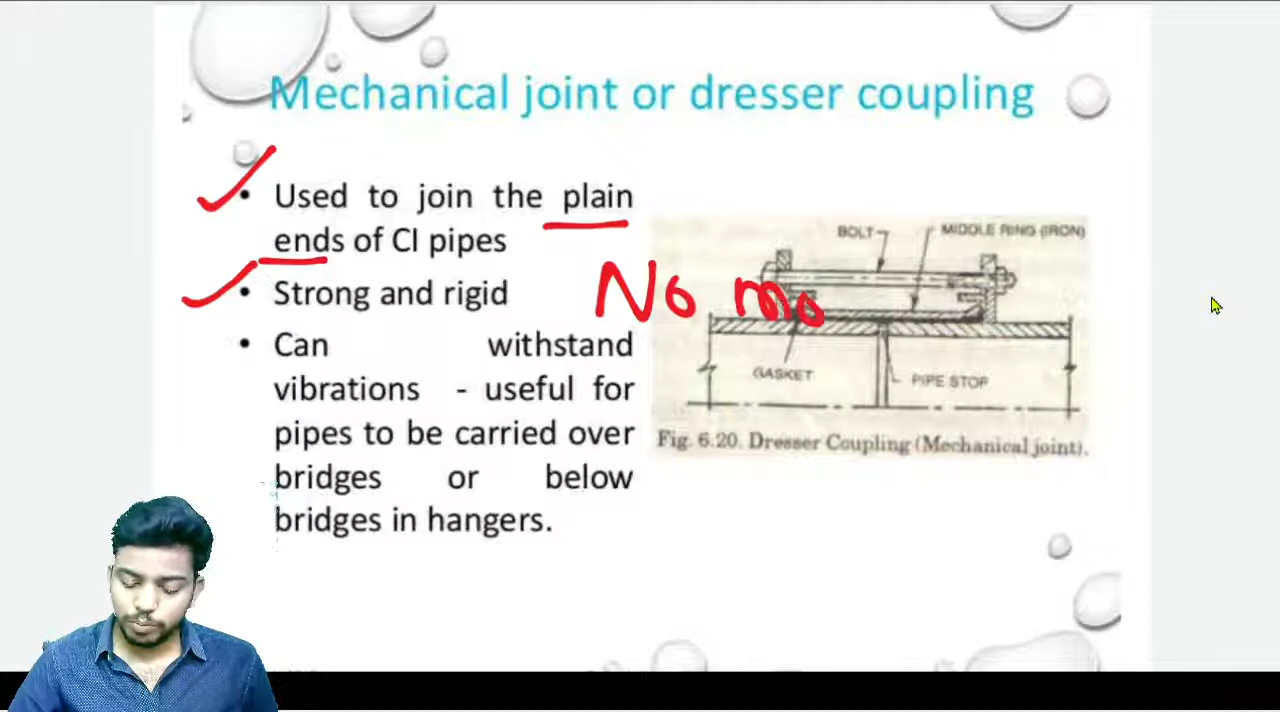 Mechanical joint or dresser coupling
• Used to join the plain
ends of CI pipes
• Strong and rigid
• Can withstand
vibrations - useful for
pipes to be carried over
bridges or below
bridges in hangers.
No mo
BOLT
MIDDLE RING (IRON)
GASKET
PIPE STOP
Fig. 6.20. Dresser Coupling (Mechanical joint).